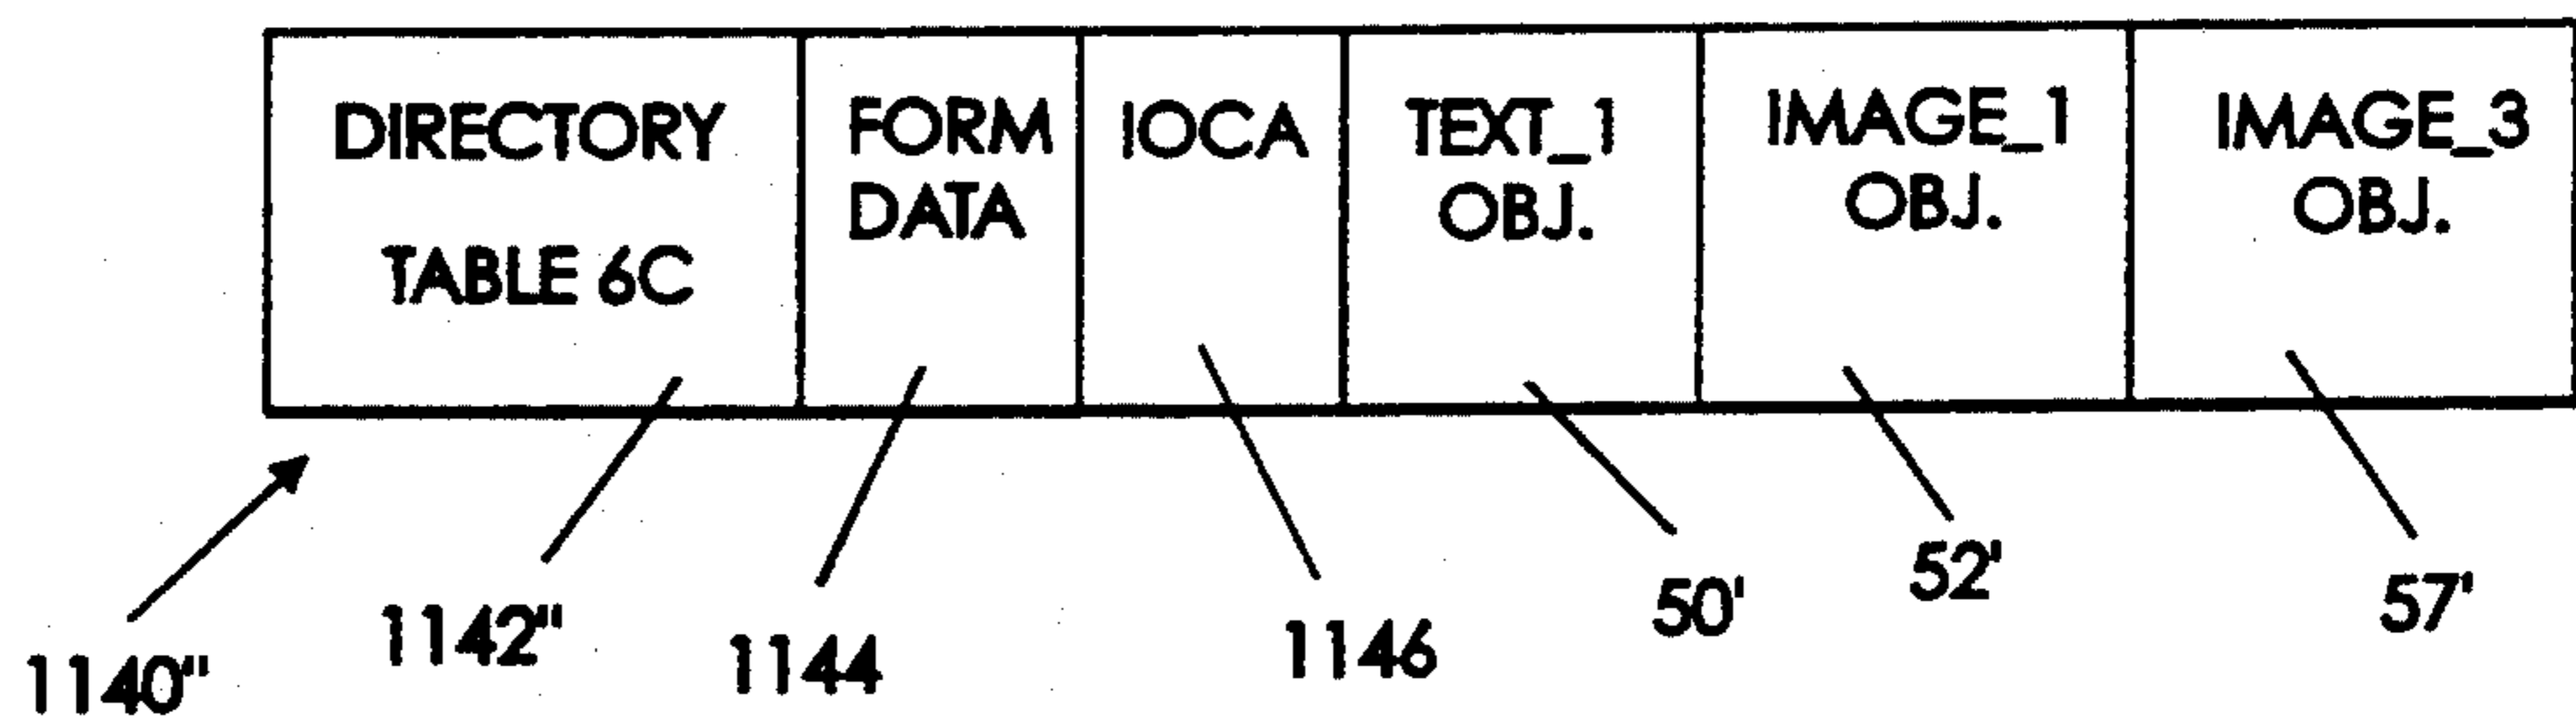 DIRECTORY
TABLE 6C
FORM
DATA
IOCA
TEXT_1
OBJ.
IMAGE_1
OBJ.
IMAGE_3
OBJ.
1140"
1142"
1144
1146
50'
52'
57'